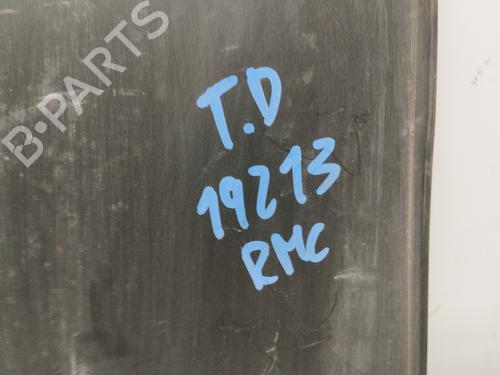 B-PARTS
T.D
19213
RMC